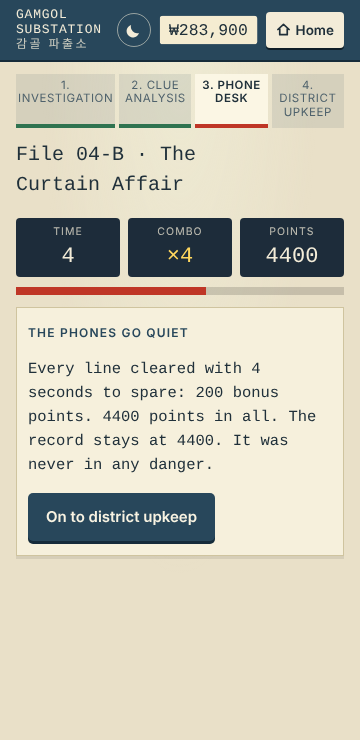 GAMGOL
SUBSTATION
감골 파출소
₩283,900
Home
1.
INVESTIGATION
2. CLUE
ANALYSIS
3. PHONE
DESK
4.
DISTRICT
UPKEEP
File 04-B · The
Curtain Affair
TIME
4
COMBO
×4
POINTS
4400
THE PHONES GO QUIET
Every line cleared with 4
seconds to spare: 200 bonus
points. 4400 points in all. The
record stays at 4400. It was
never in any danger.
On to district upkeep